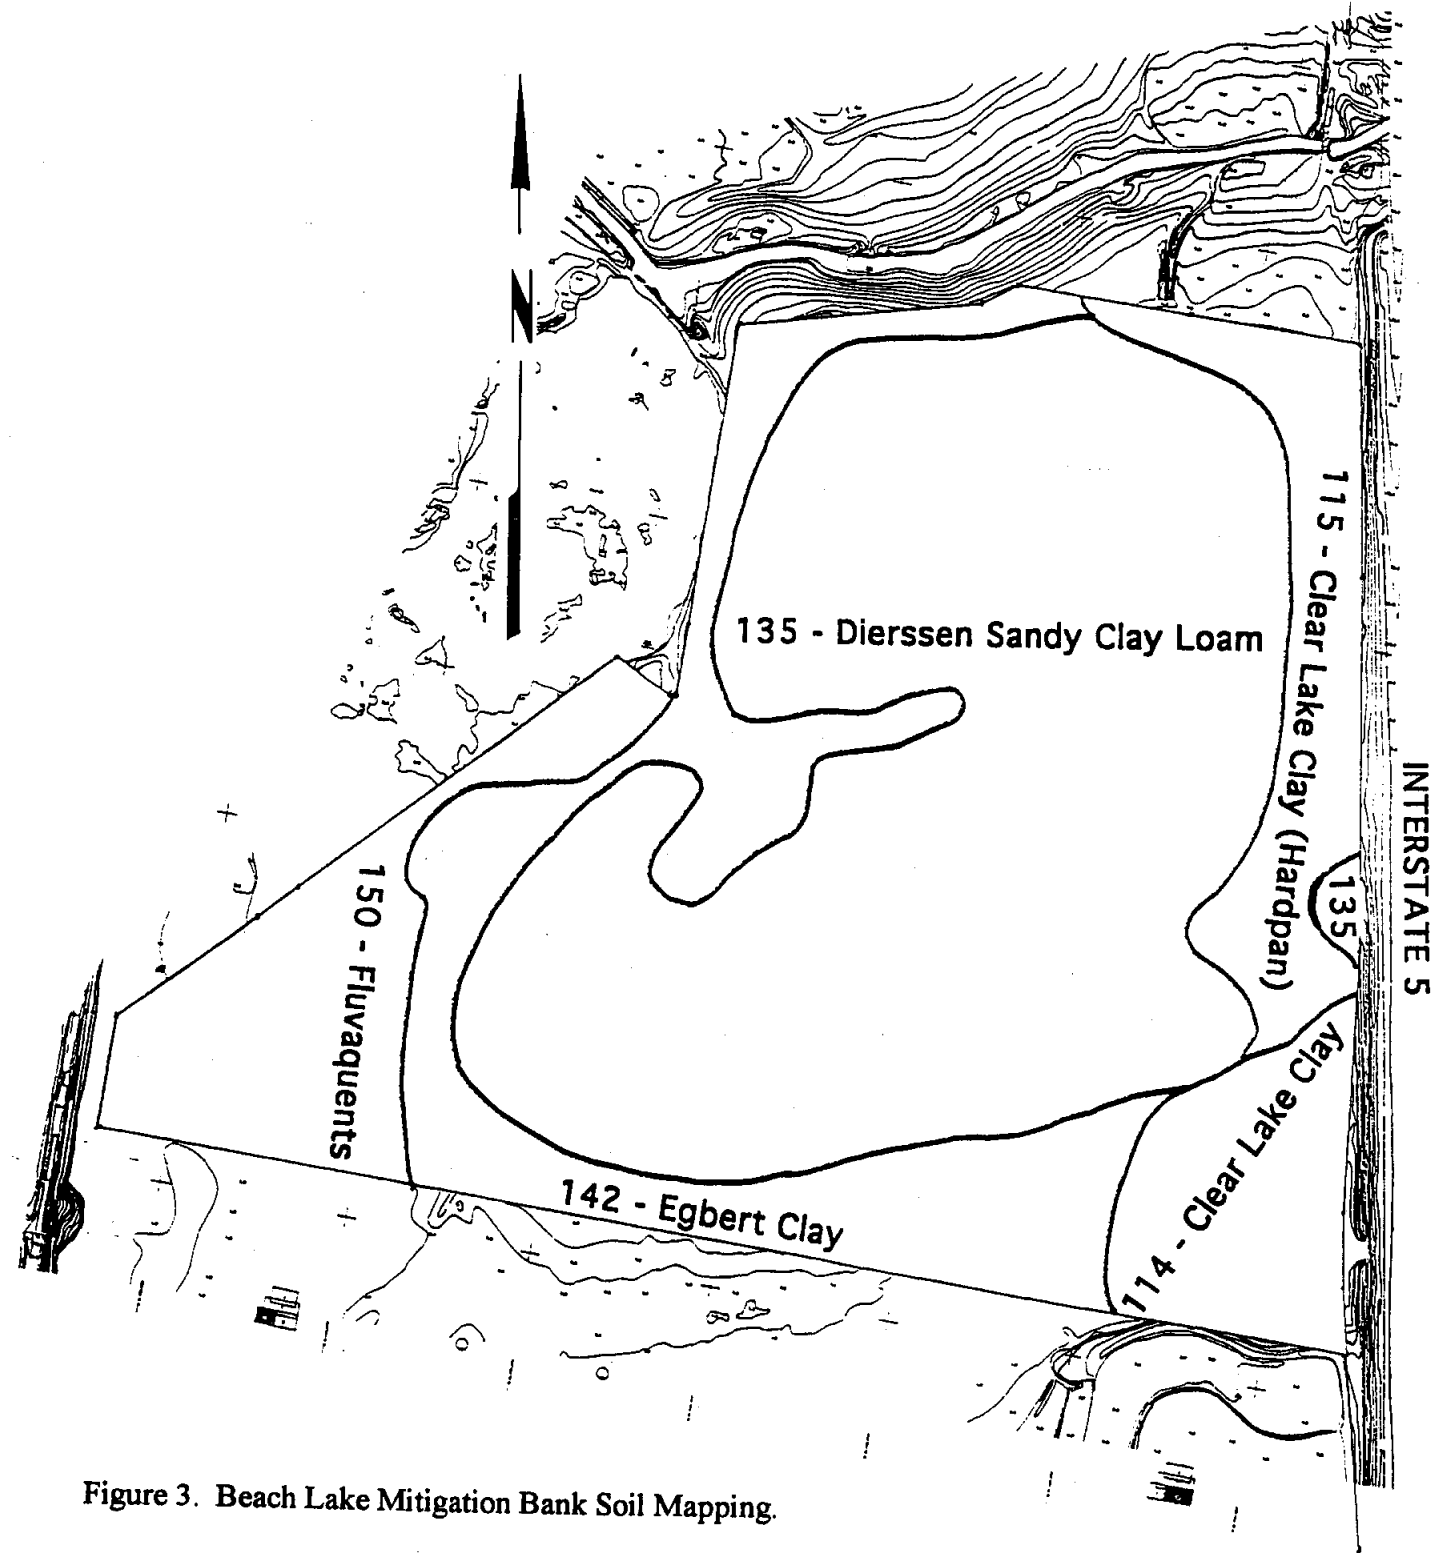 N
115 - Clear Lake Clay (Hardpan)
135 - Dierssen Sandy Clay Loam
INTERSTATE 5
135
150 - Fluvaquents
114 - Clear Lake Clay
142 - Egbert Clay
Figure 3. Beach Lake Mitigation Bank Soil Mapping.